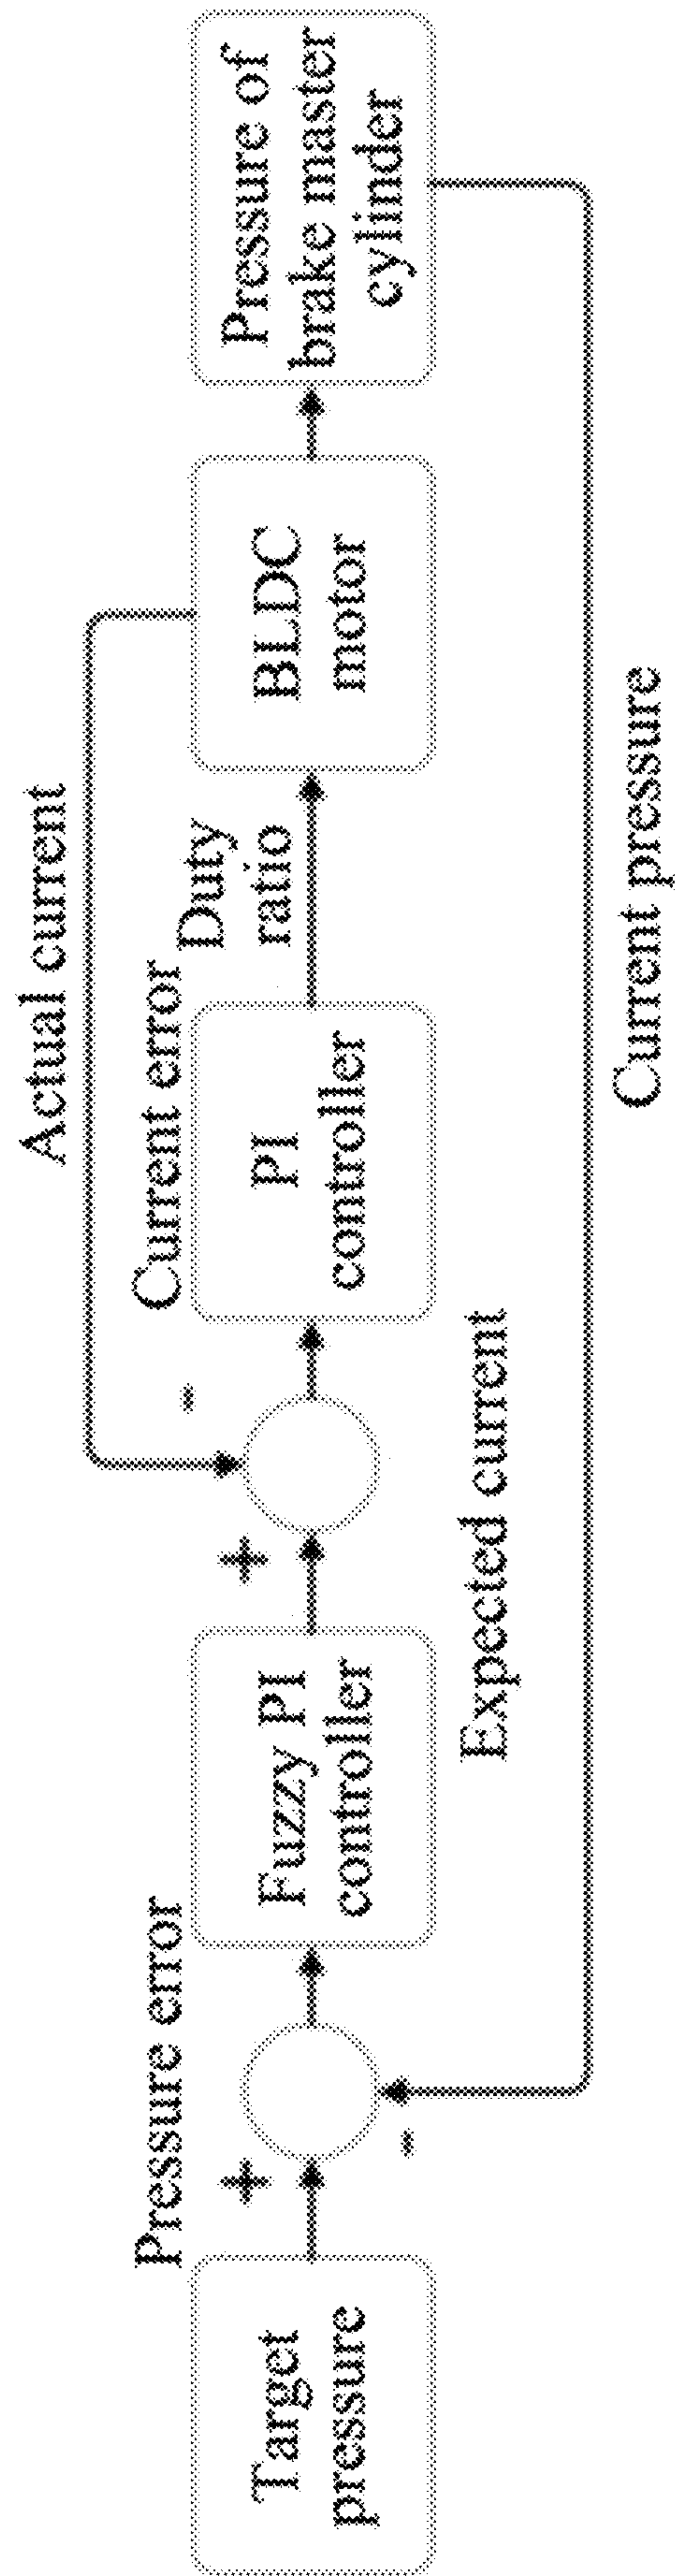 Target
pressure
Pressure error
+
-
Fuzzy PI
controller
Expected current
+
-
Current error
PI
controller
Duty
ratio
Actual current
BLDC
motor
Pressure of
brake master
cylinder
Current pressure